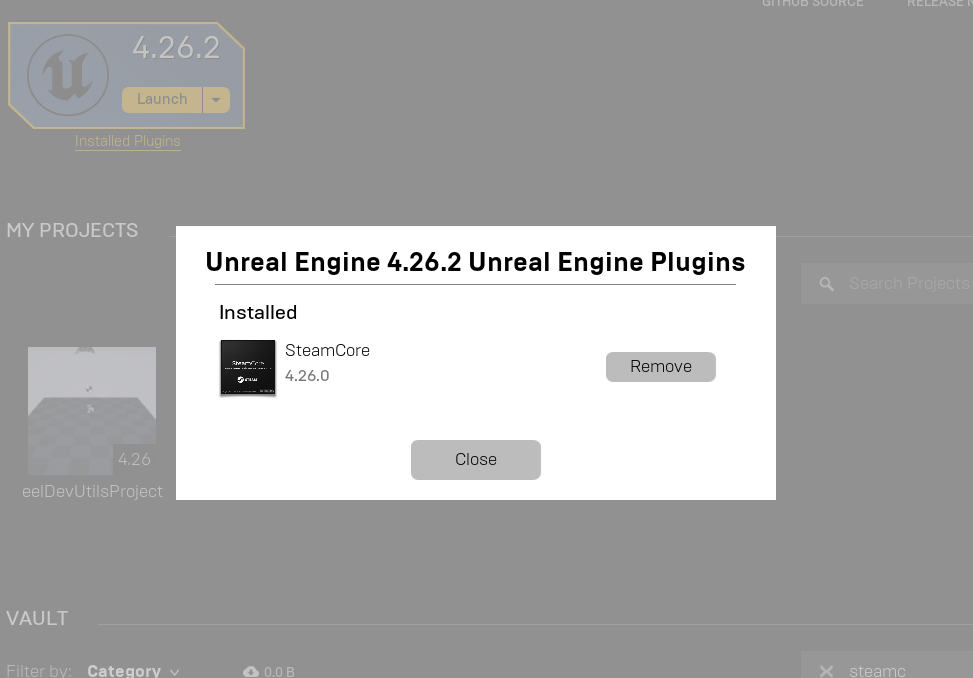 GITHUB SOURCE
RELEASE N
4.26.2
Launch
Installed Plugins
MY PROJECTS
Search Projects
Unreal Engine 4.26.2 Unreal Engine Plugins
Installed
SteamCore
4.26.0
Remove
Close
4.26
eelDevUtilsProject
VAULT
Filter by: Category
0.0 B
steamc